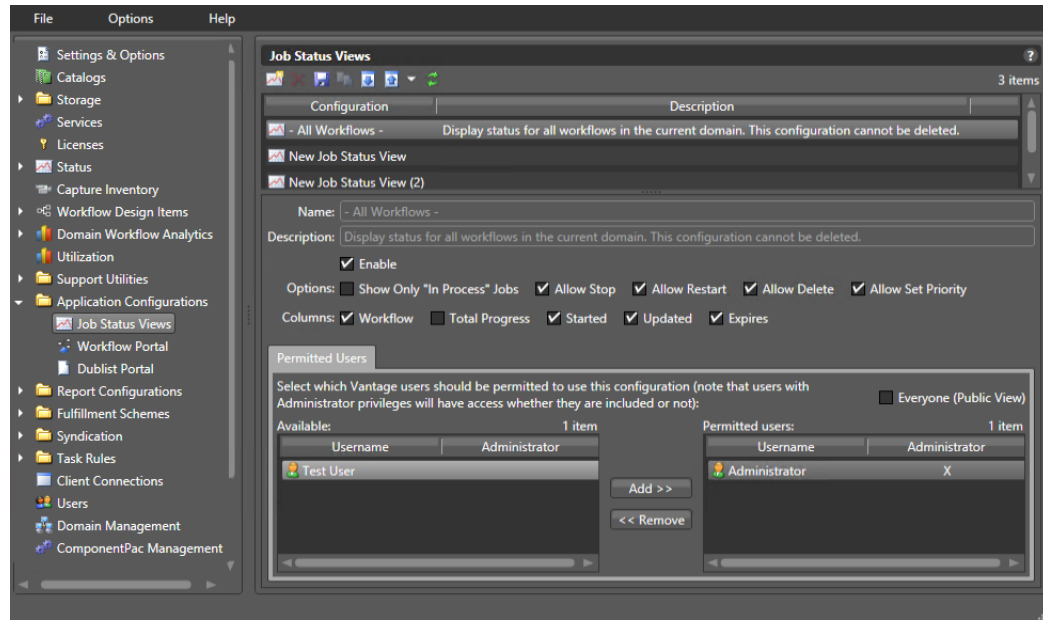 File Options Help
Settings & Options
Catalogs
Storage
Services
Licenses
Status
Capture Inventory
Workflow Design Items
Domain Workflow Analytics
Utilization
Support Utilities
Application Configurations
Job Status Views
Workflow Portal
Dublist Portal
Report Configurations
Fulfillment Schemes
Syndication
Task Rules
Client Connections
Users
Domain Management
ComponentPac Management
Job Status Views ?
3 items
Configuration Description
- All Workflows - Display status for all workflows in the current domain. This configuration cannot be deleted.
New Job Status View
New Job Status View (2)
Name: - All Workflows -
Description: Display status for all workflows in the current domain. This configuration cannot be deleted.
Enable
Options: Show Only "In Process" Jobs Allow Stop Allow Restart Allow Delete Allow Set Priority
Columns: Workflow Total Progress Started Updated Expires
Permitted Users
Select which Vantage users should be permitted to use this configuration (note that users with
Administrator privileges will have access whether they are included or not):
Everyone (Public View)
Available: 1 item
Username Administrator
Test User
Add >>
<< Remove
Permitted users: 1 item
Username Administrator
Administrator X